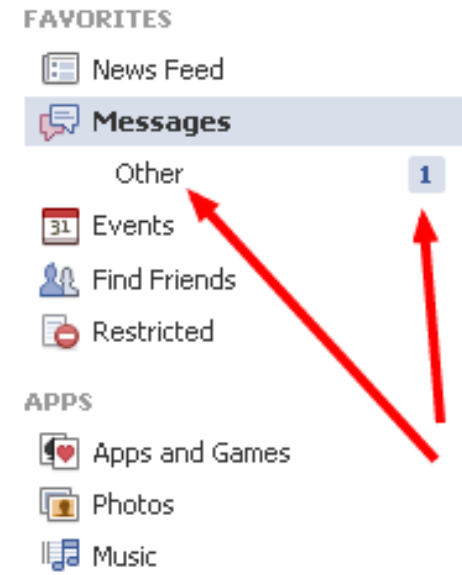 FAVORITES
News Feed
Messages
Other 1
31 Events
Find Friends
Restricted
APPS
Apps and Games
Photos
Music